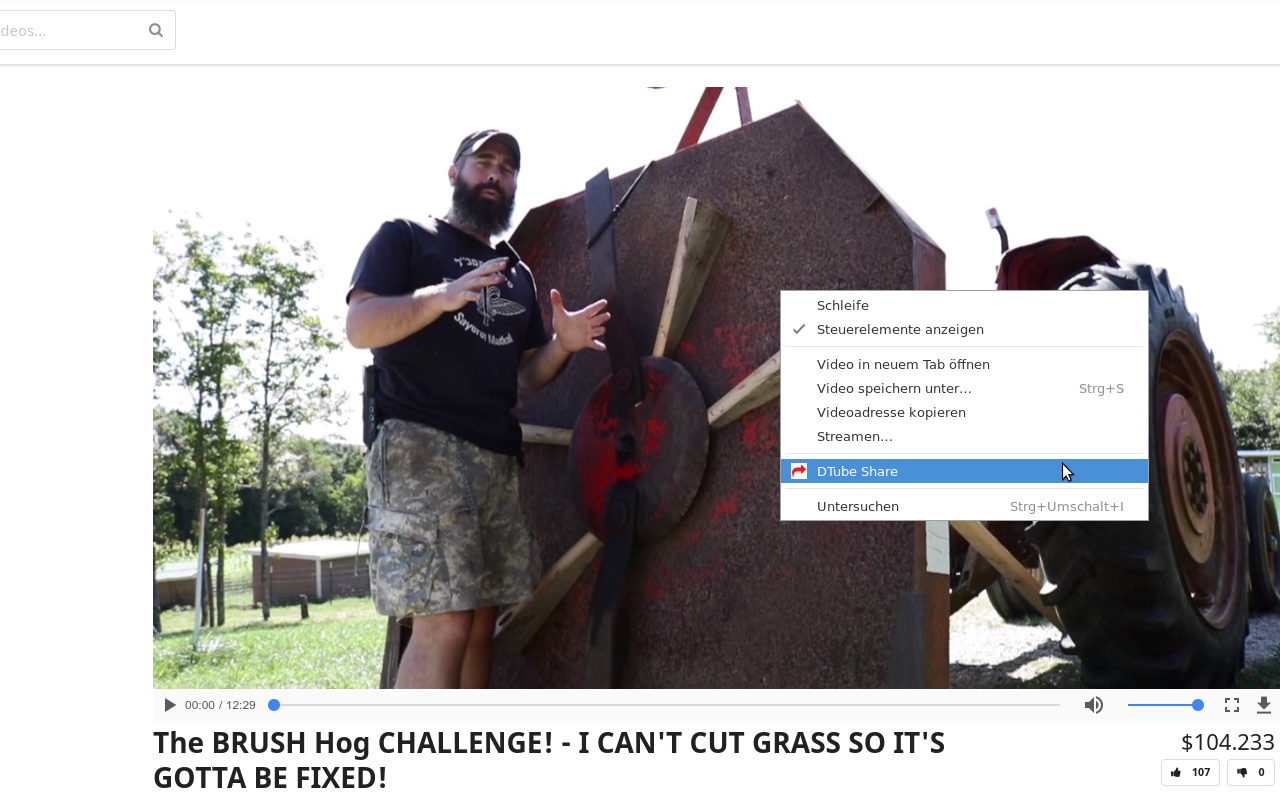 deos...
Sayeret Matkal
Schleife
Steuerelemente anzeigen
Video in neuem Tab öffnen
Video speichern unter... Strg+S
Videoadresse kopieren
Streamen...
DTube Share
Untersuchen Strg+Umschalt+I
00:00 / 12:29
The BRUSH Hog CHALLENGE! - I CAN'T CUT GRASS SO IT'S
GOTTA BE FIXED!
$104.233
107 0